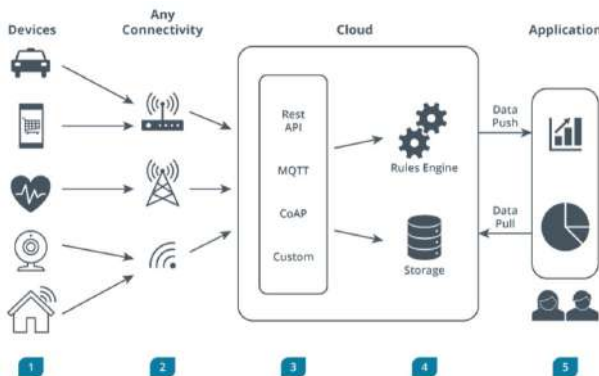 Devices
Any
Connectivity
Cloud
Application
Rest
API
MQTT
CoAP
Custom
Rules Engine
Storage
Data
Push
Data
Pull
1
2
3
4
5